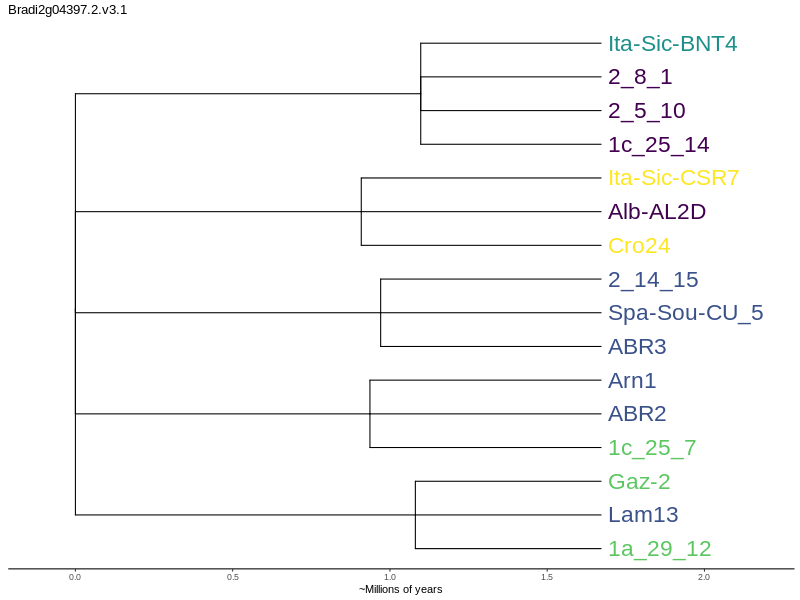 Bradi2g04397.2.v3.1
Ita-Sic-BNT4
2_8_1
2_5_10
1c_25_14
Ita-Sic-CSR7
Alb-AL2D
Cro24
2_14_15
Spa-Sou-CU_5
ABR3
Arn1
ABR2
1c_25_7
Gaz-2
Lam13
1a_29_12
0.0 0.5 1.0 1.5 2.0
~Millions of years